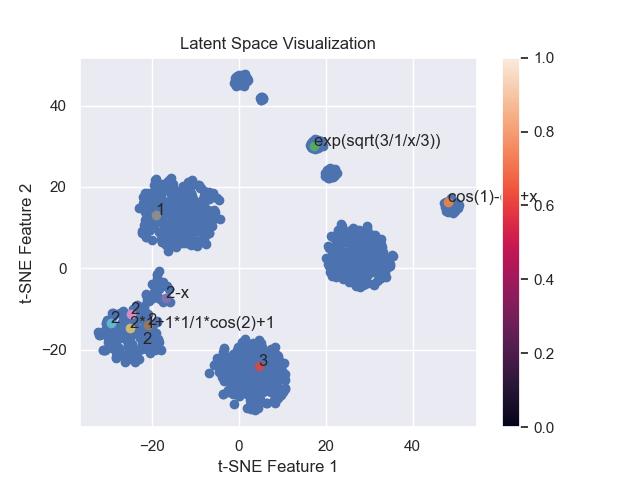 Latent Space Visualization
1.0
0.8
0.6
0.4
0.2
0.0
40
20
0
−20
t-SNE Feature 2
exp(sqrt(3/1/x/3))
cos(1)- +x
1
2-x
2
2
2*1+1*1/1*cos(2)+1
2
2
3
−20
0
20
40
t-SNE Feature 1